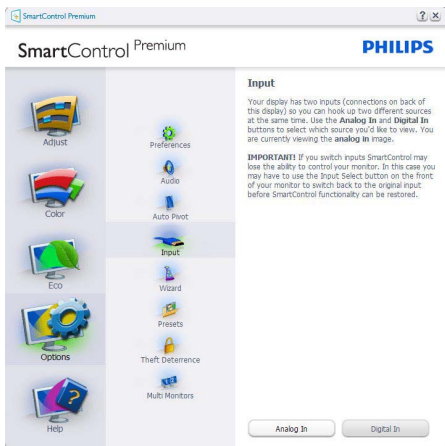 SmartControl Premium
SmartControl Premium
PHILIPS
Adjust
Color
Eco
Options
Help
Preferences
Audio
Auto Pivot
Input
Wizard
Presets
Theft Deterrence
Multi Monitors
Input
Your display has two inputs (connections on back of
this display) so you can hook up two different sources
at the same time. Use the Analog In and Digital In
buttons to select which source you'd like to view. You
are currently viewing the analog in image.
IMPORTANT! If you switch inputs SmartControl may
lose the ability to control your monitor. In this case you
may have to use the Input Select button on the front
of your monitor to switch back to the original input
before SmartControl functionality can be restored.
Analog In
Digital In